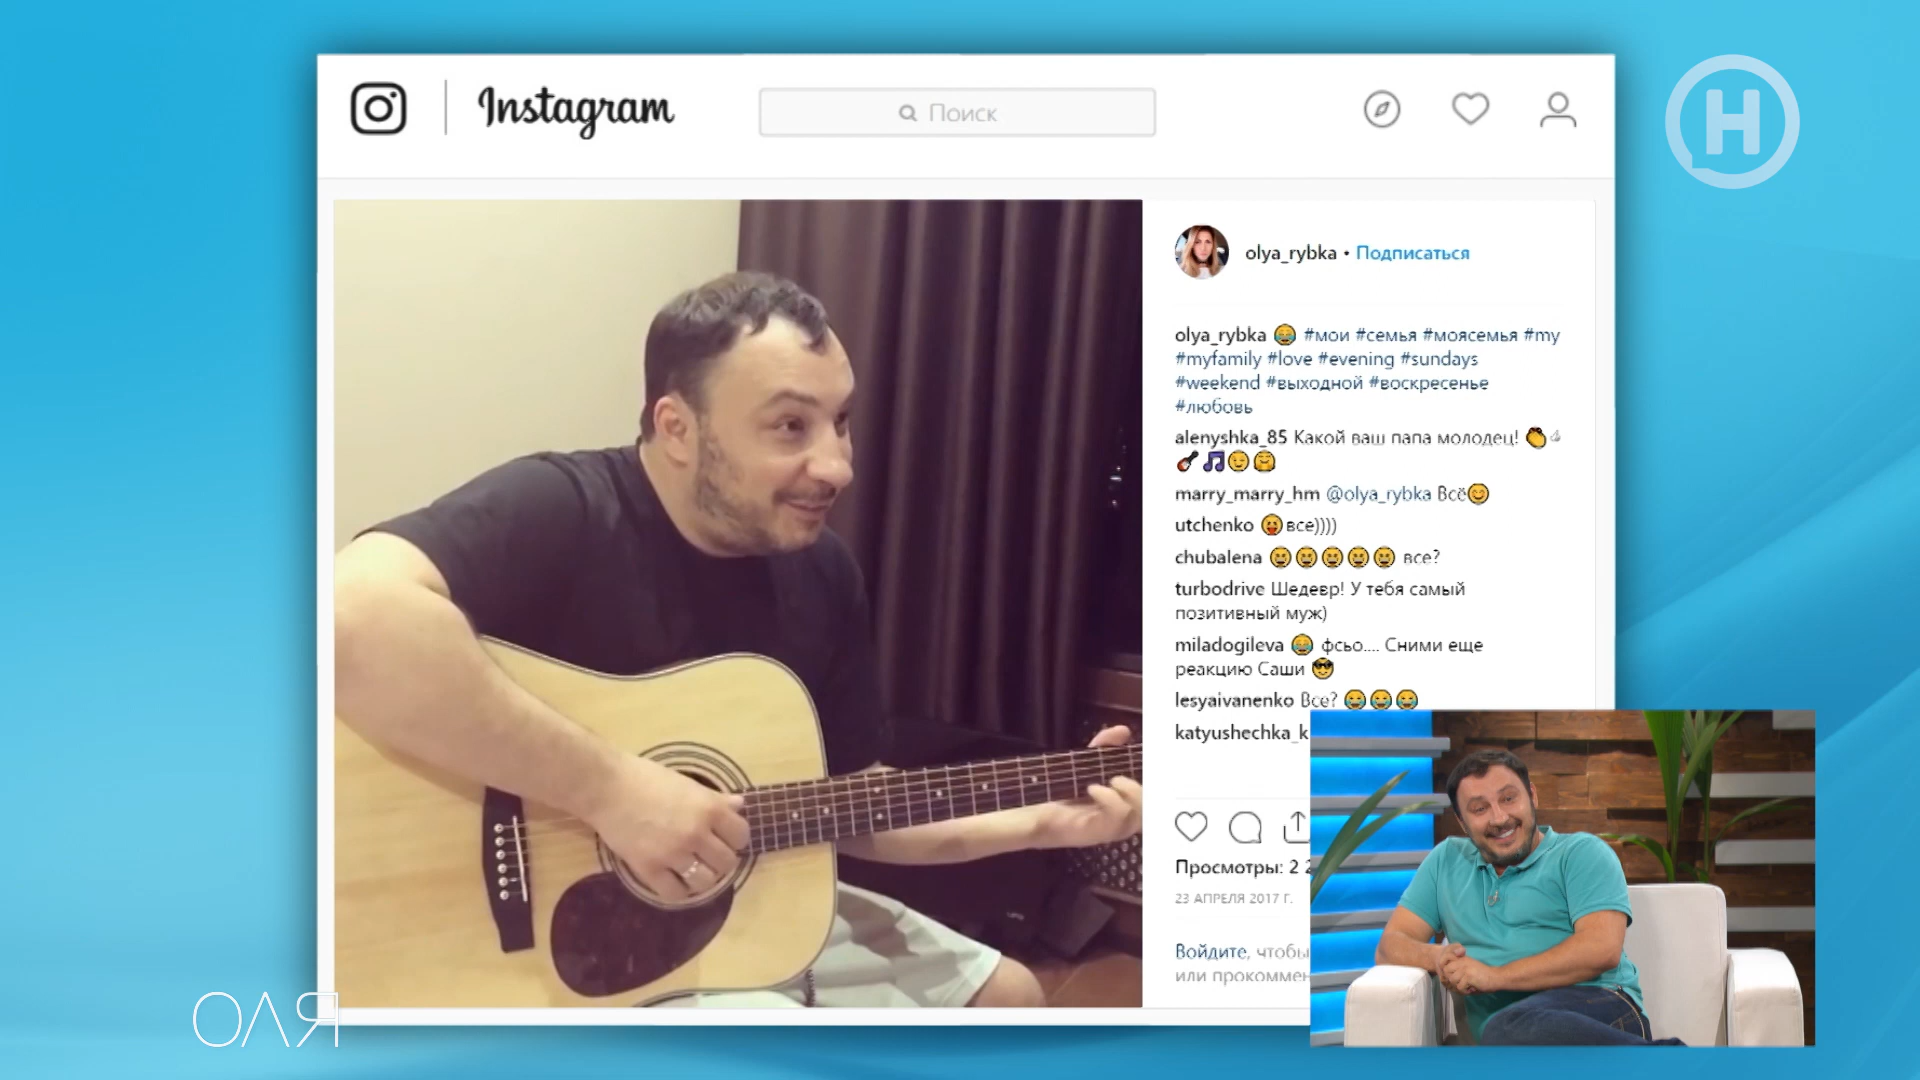 Instagram
Поиск
H
olya_rybka • Подписаться
olya_rybka 😂 #мои #семья #моясемья #my
#myfamily #love #evening #sundays
#weekend #выходной #воскресенье
#любовь
alenyshka_85 Какой ваш папа молодец! 👏
🎸🎵😉🤗
marry_marry_hm @olya_rybka Всё😊
utchenko 😛все))))
chubalena 😄😄😄😄😄 все?
turbodrive Шедевр! У тебя самый
позитивный муж)
miladogileva 😂 фсьо.... Сними еще
реакцию Саши 😎
lesyaivanenko Все? 😂😂😂
katyushechka_k
Просмотры: 2 2
23 АПРЕЛЯ 2017 Г.
Войдите, чтобы
или прокоммен
ОЛЯ